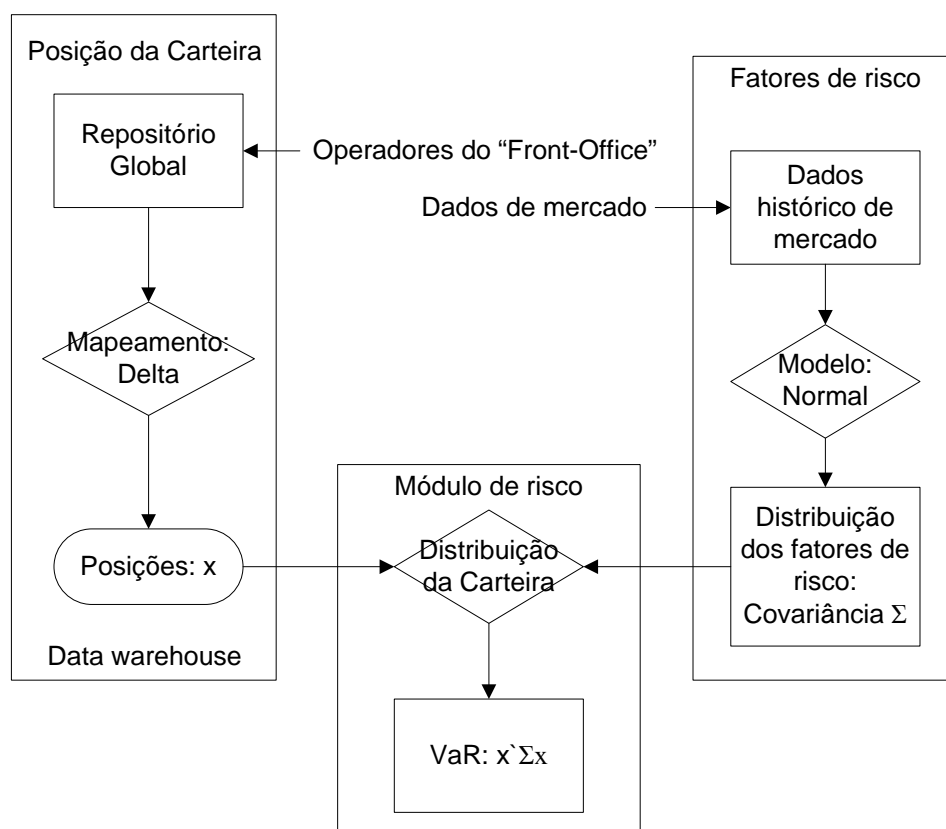 Posição da Carteira
Repositório
Global
Operadores do “Front-Office”
Mapeamento:
Delta
Posições: x
Data warehouse
Fatores de risco
Dados de mercado
Dados
histórico de
mercado
Modelo:
Normal
Distribuição
dos fatores de
risco:
Covariância Σ
Módulo de risco
Distribuição
da Carteira
VaR: x`Σx